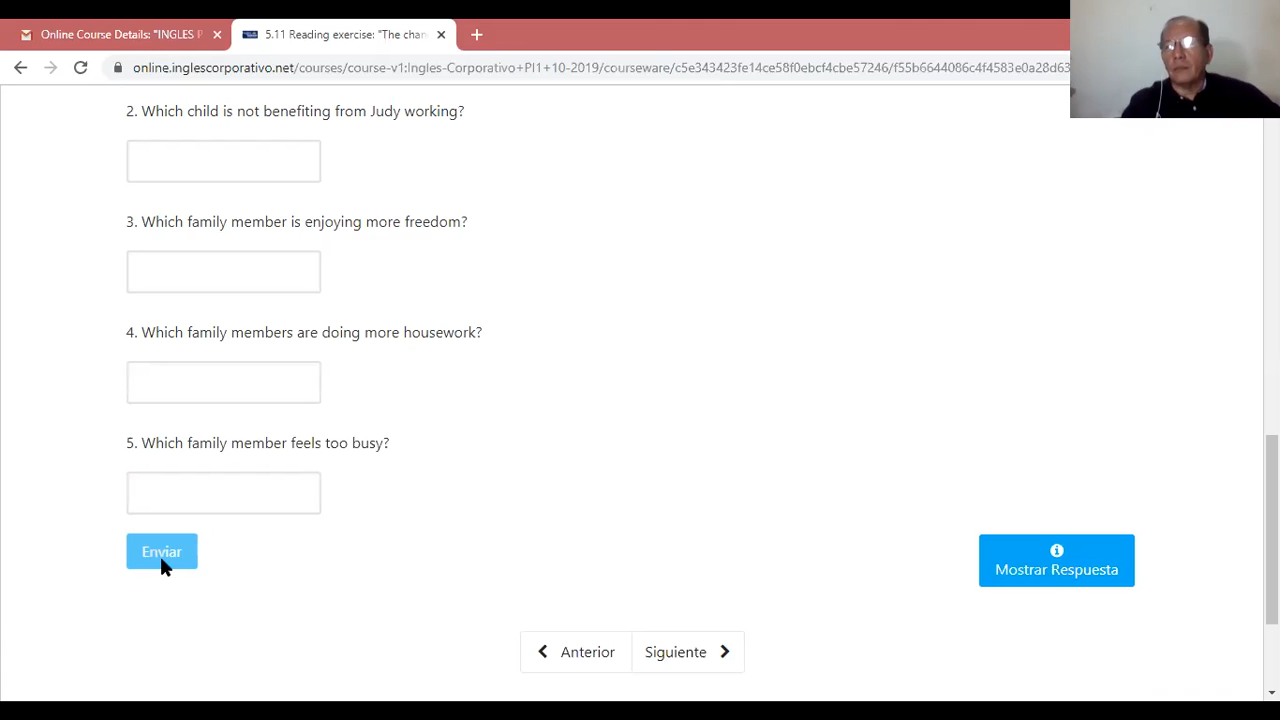 Online Course Details: "INGLES P
5.11 Reading exercise: "The chan
online.inglescorporativo.net/courses/course-v1:Ingles-Corporativo+PI1+10-2019/courseware/c5e343423fe14ce58f0ebcf4cbe57246/f55b6644086c4f4583e0a28d63
2. Which child is not benefiting from Judy working?
3. Which family member is enjoying more freedom?
4. Which family members are doing more housework?
5. Which family member feels too busy?
Enviar
Mostrar Respuesta
Anterior
Siguiente